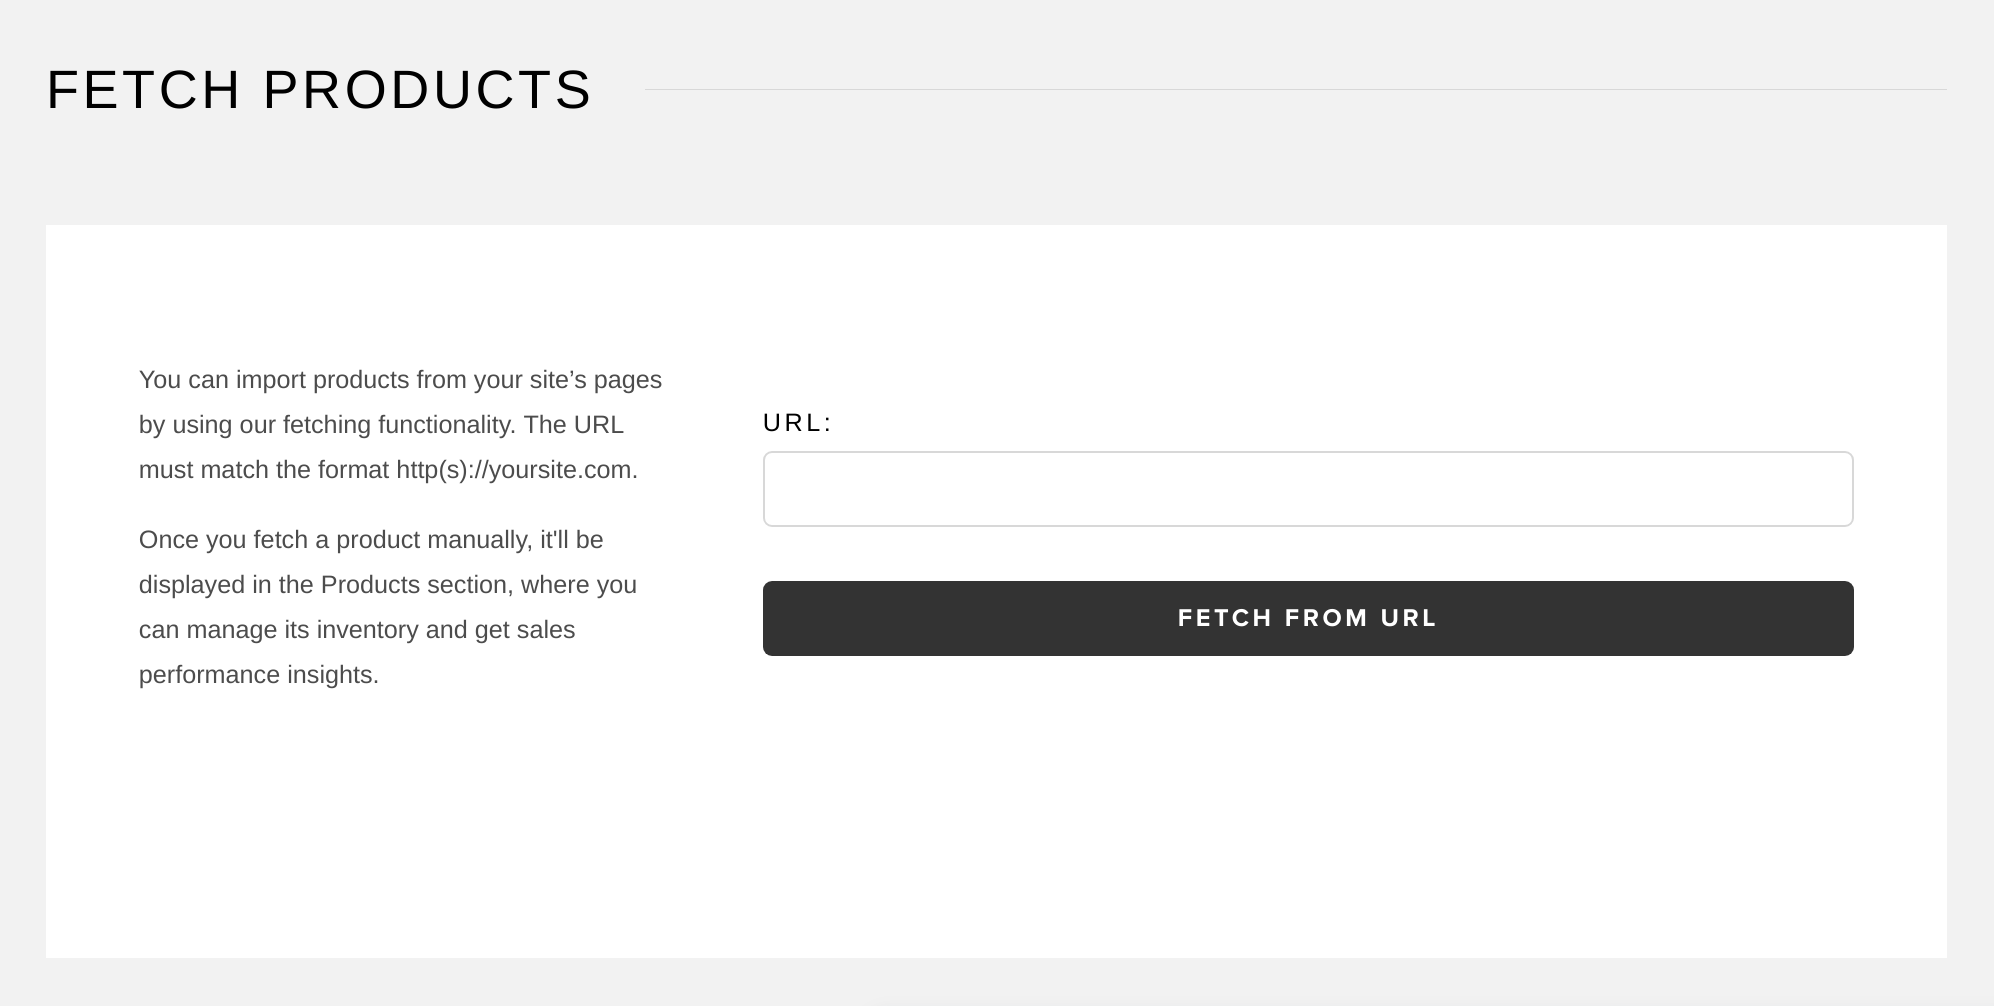 FETCH PRODUCTS
You can import products from your site’s pages
by using our fetching functionality. The URL
must match the format http(s)://yoursite.com.
Once you fetch a product manually, it'll be
displayed in the Products section, where you
can manage its inventory and get sales
performance insights.
URL:
FETCH FROM URL